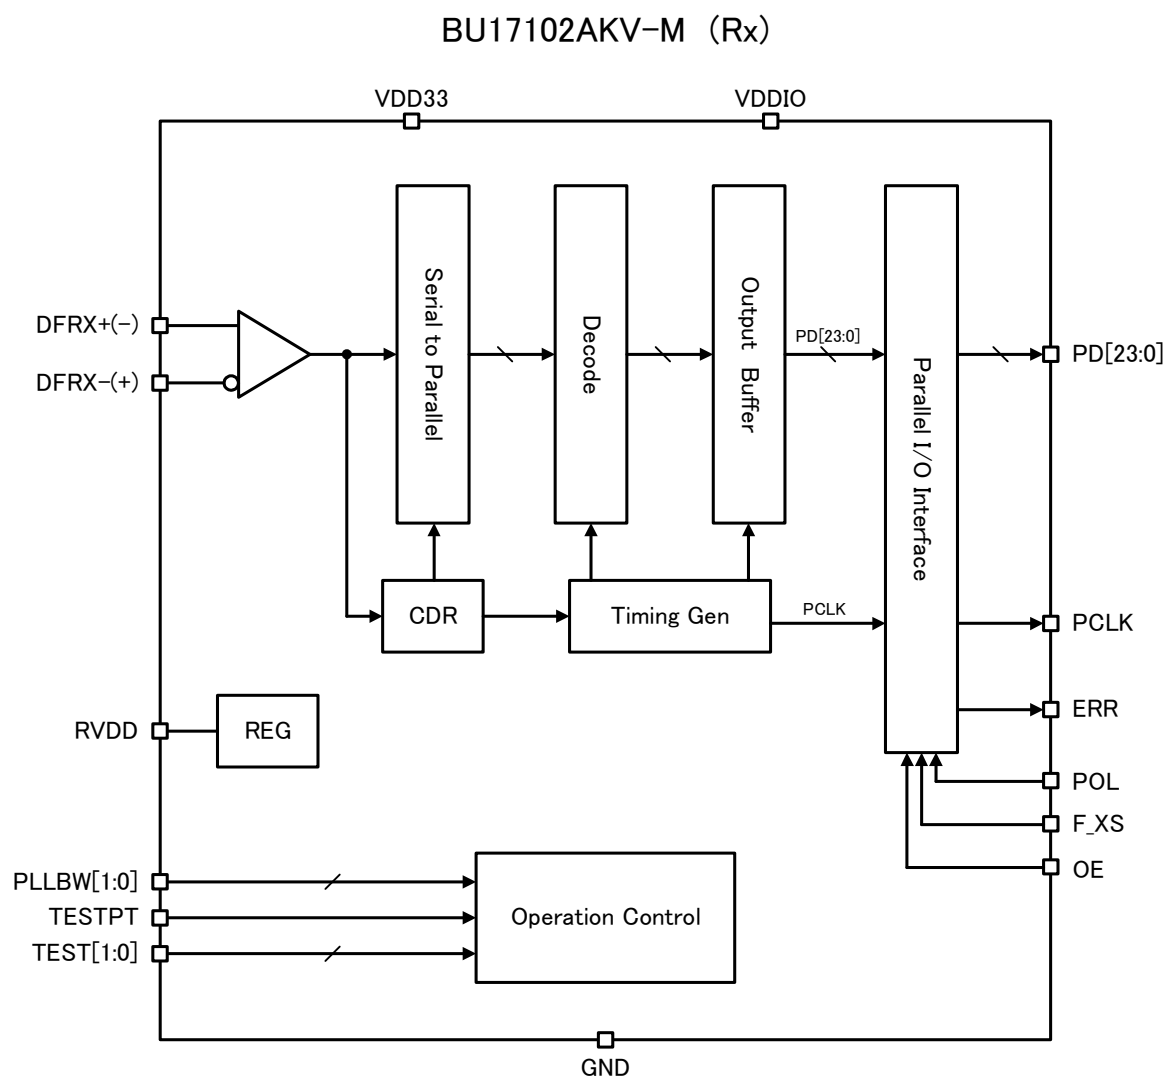 BU17102AKV-M (Rx)
VDD33
VDDIO
DFRX+(-)
DFRX-(+)
Serial to Parallel
Decode
Output Buffer
PD[23:0]
Parallel I/O Interface
PD[23:0]
CDR
Timing Gen
PCLK
PCLK
ERR
RVDD
REG
POL
F_XS
OE
PLLBW[1:0]
TESTPT
TEST[1:0]
Operation Control
GND